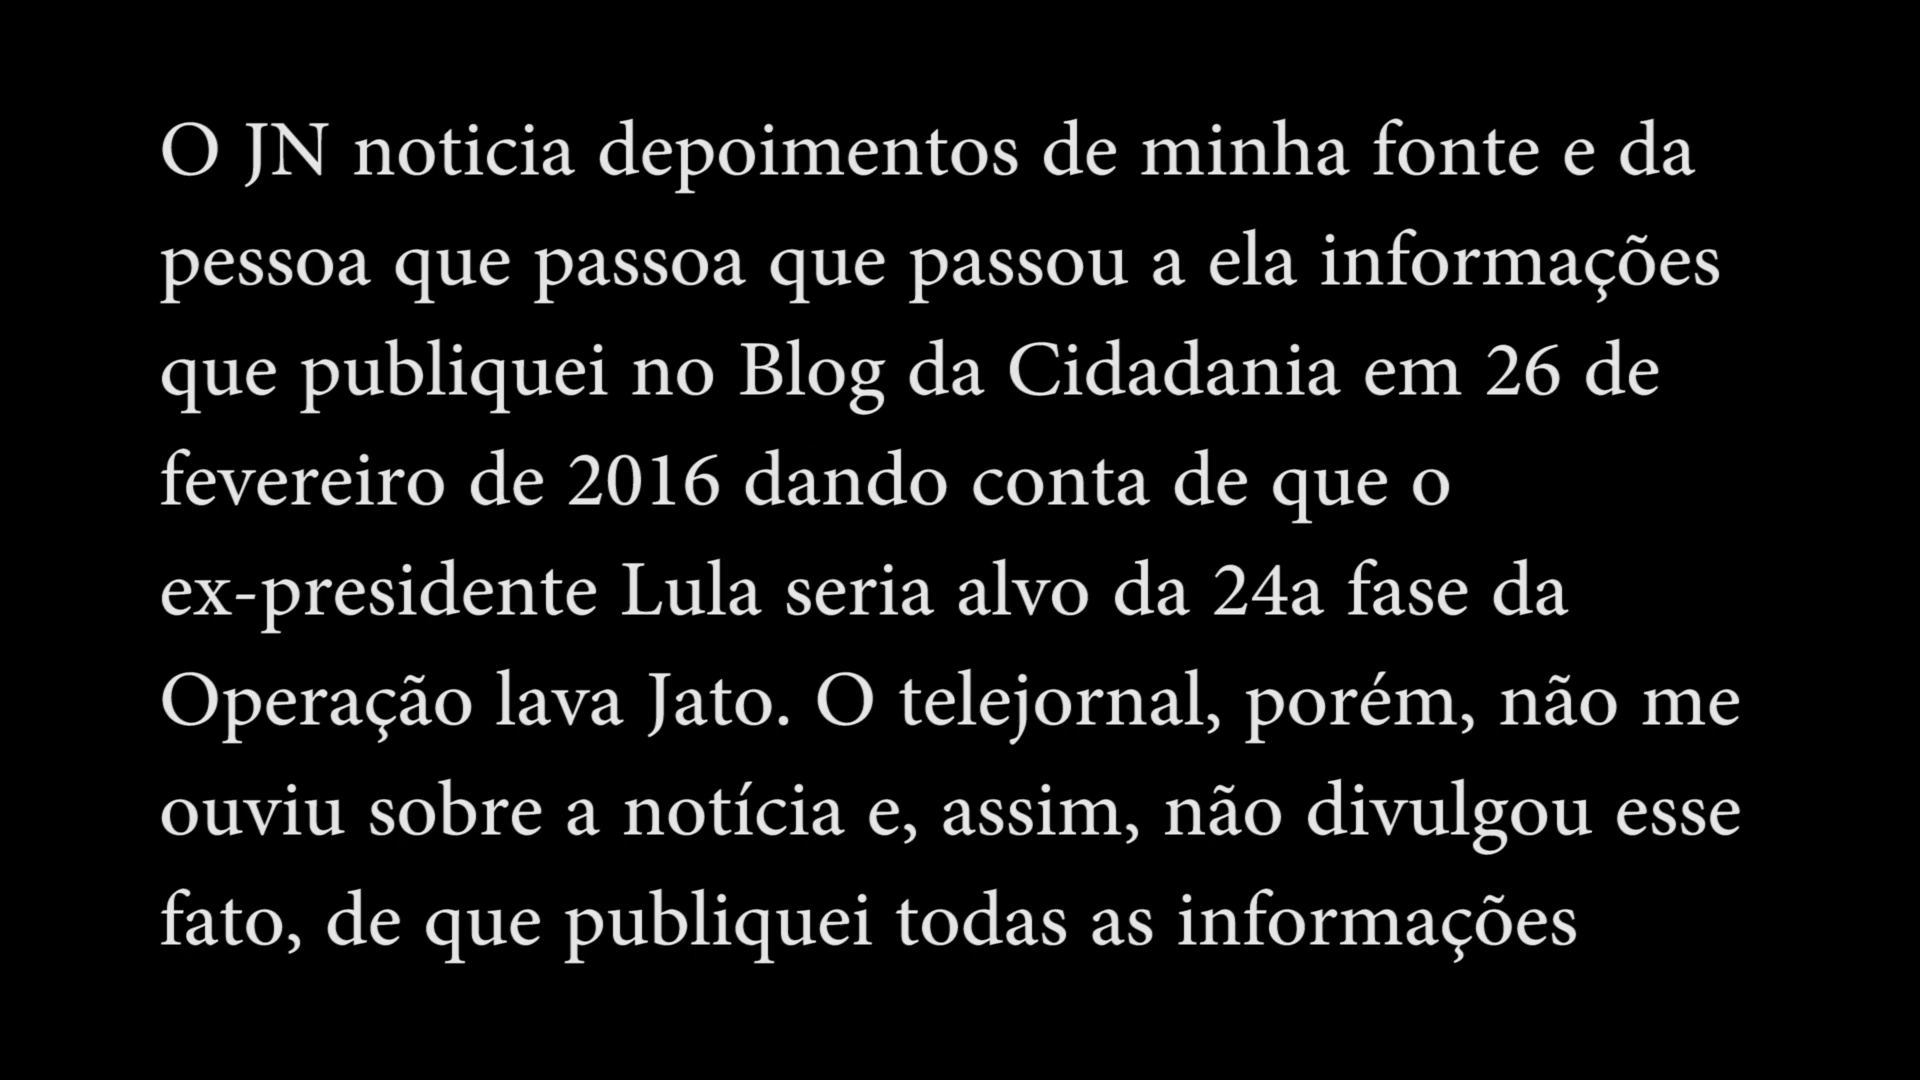 O JN noticia depoimentos de minha fonte e da
pessoa que passoa que passou a ela informações
que publiquei no Blog da Cidadania em 26 de
fevereiro de 2016 dando conta de que o
ex-presidente Lula seria alvo da 24a fase da
Operação lava Jato. O telejornal, porém, não me
ouviu sobre a notícia e, assim, não divulgou esse
fato, de que publiquei todas as informações